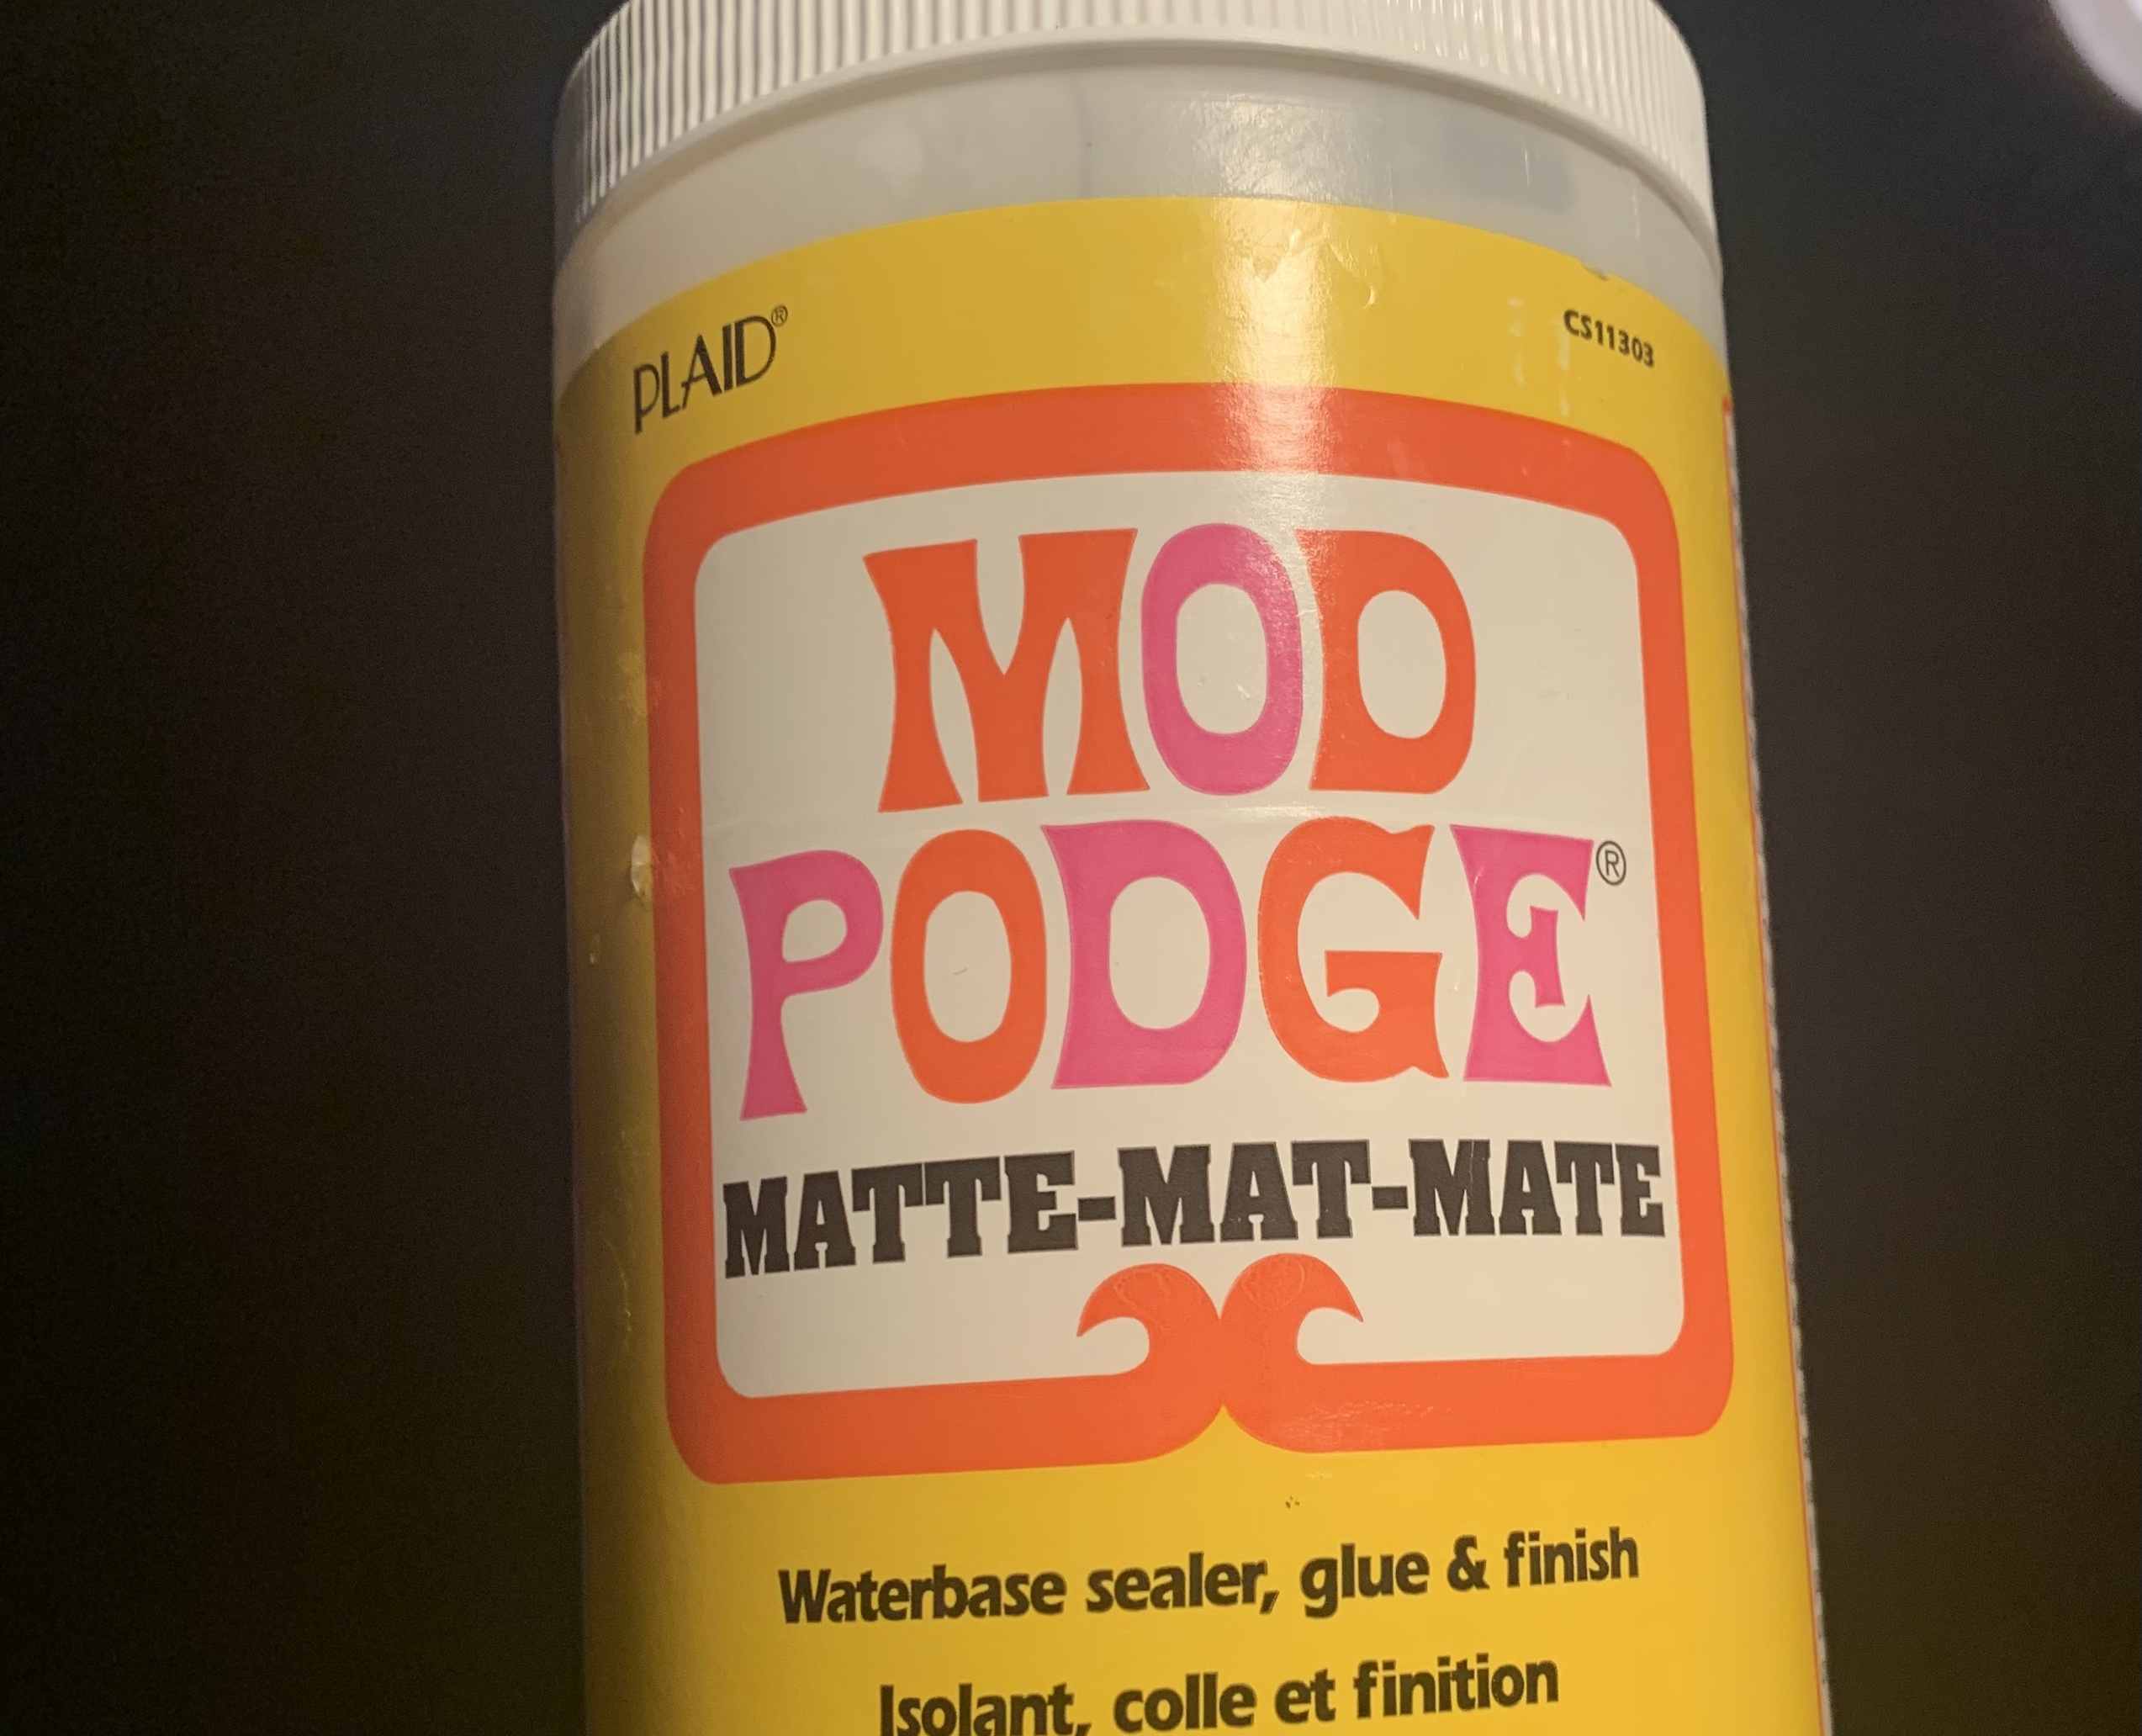 PLAID®
CS11303
MOD
PODGE®
MATTE-MAT-MATE
Waterbase sealer, glue & finish
Isolant, colle et finition